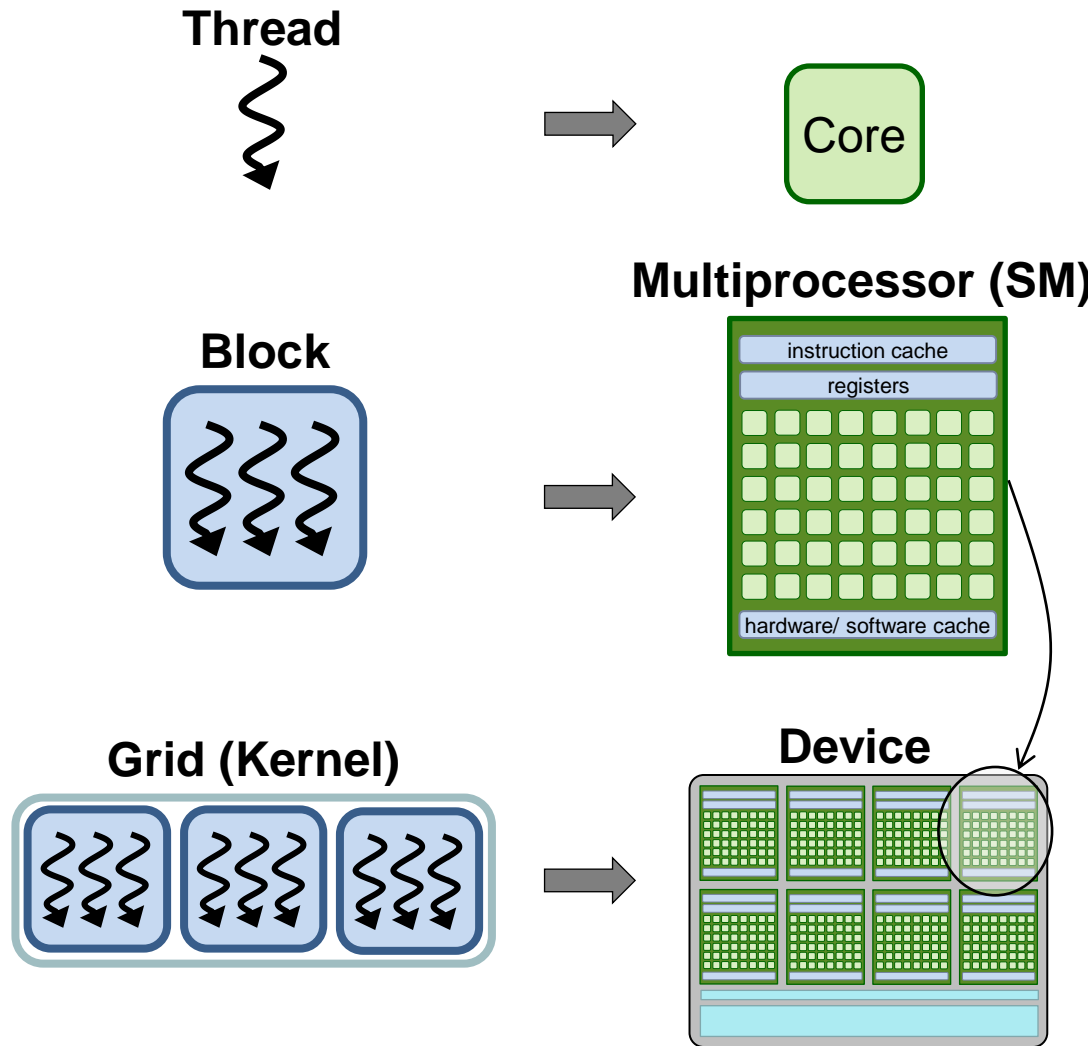 Thread
Core
Multiprocessor (SM)
Block
instruction cache
registers
hardware/ software cache
Grid (Kernel)
Device